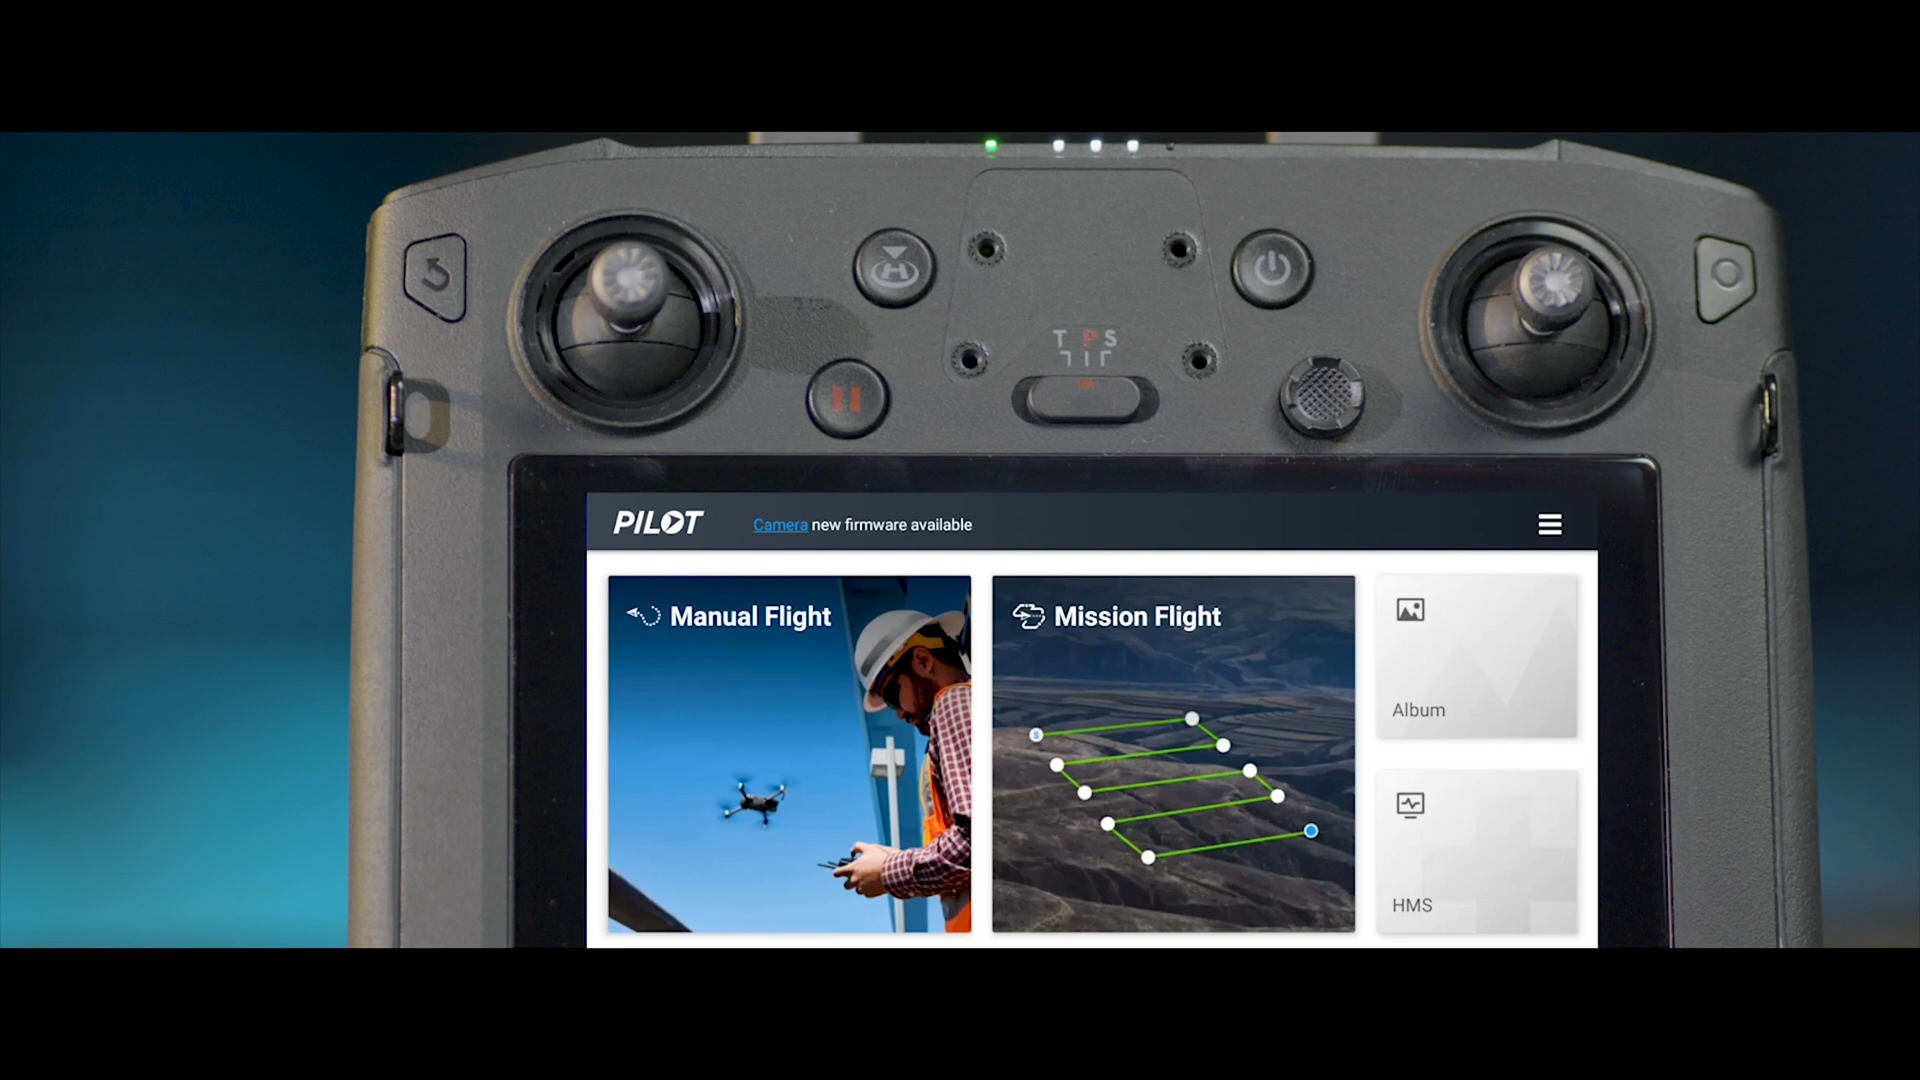 H
T P S
PILOT
Camera new firmware available
Manual Flight
Mission Flight
Album
HMS